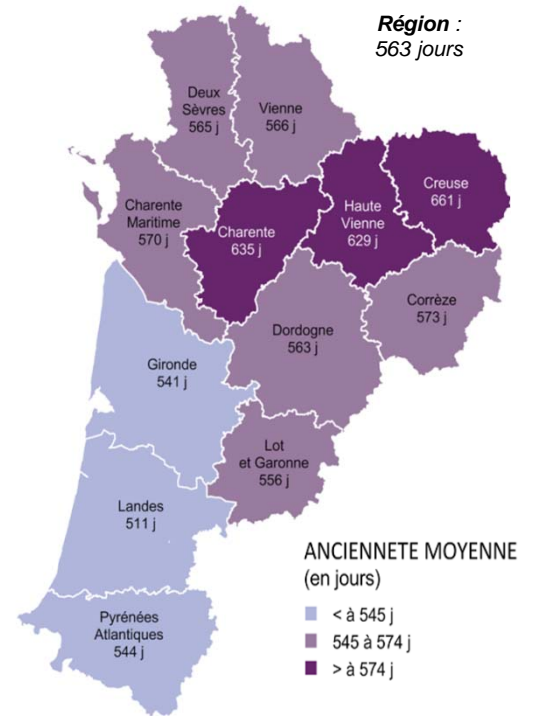 Région :
563 jours
Deux
Sèvres
565 j
Vienne
566 j
Charente
Maritime
570 j
Charente
635 j
Haute
Vienne
629 j
Creuse
661 j
Corrèze
573 j
Dordogne
563 j
Gironde
541 j
Lot
et Garonne
556 j
Landes
511 j
Pyrénées
Atlantiques
544 j
ANCIENNETE MOYENNE
(en jours)
< à 545 j
545 à 574 j
> à 574 j